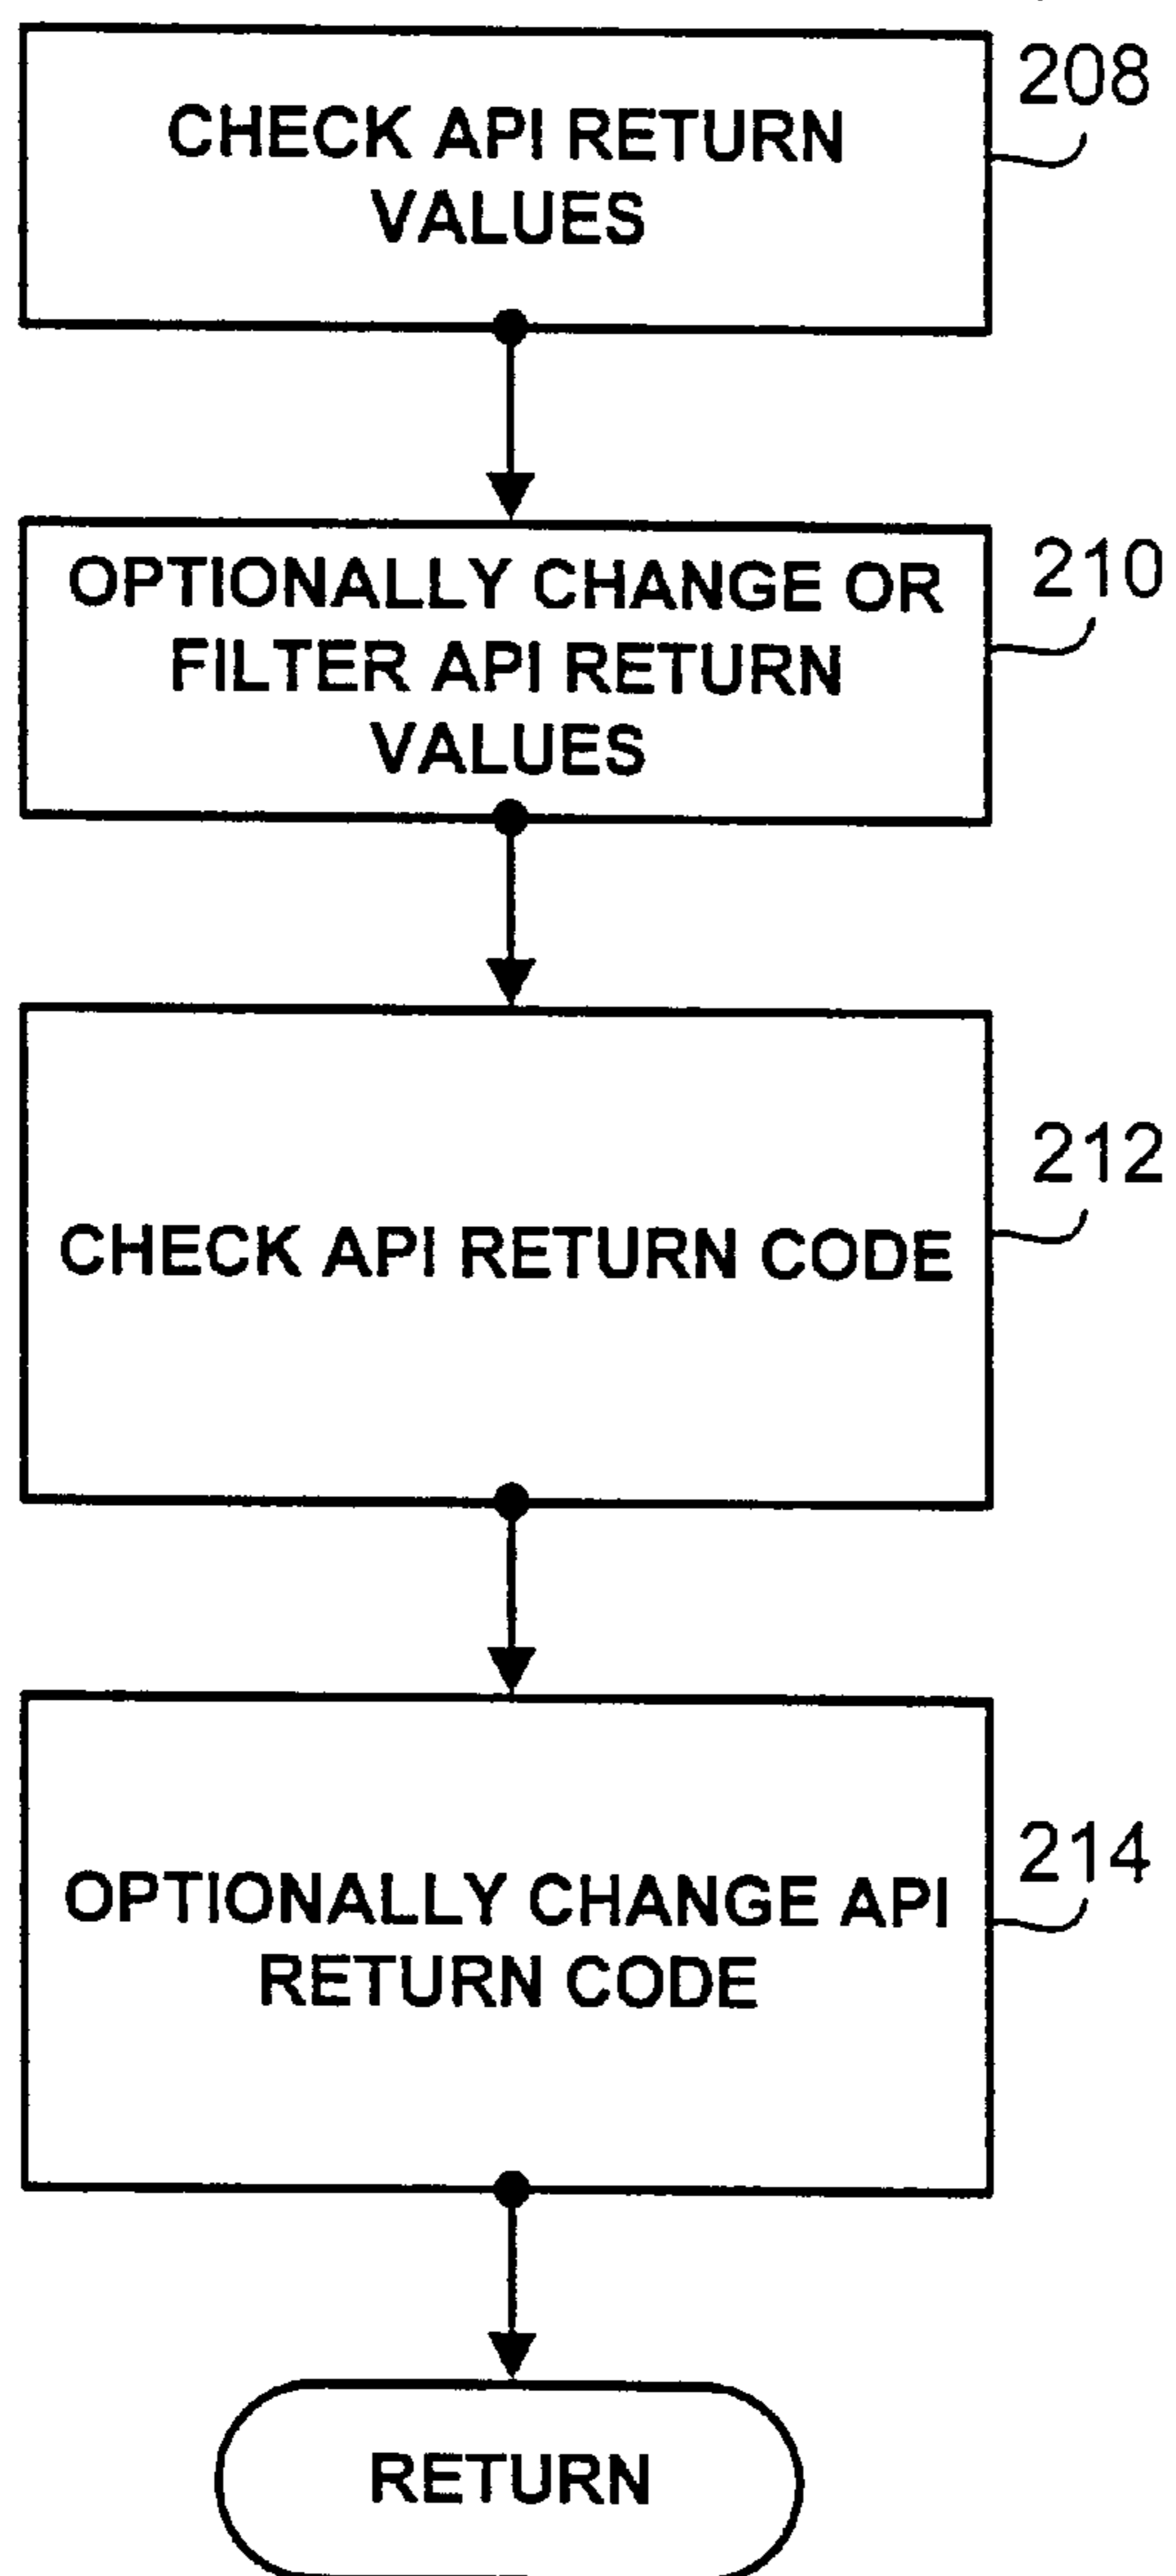 208
CHECK API RETURN
VALUES
210
OPTIONALLY CHANGE OR
FILTER API RETURN
VALUES
212
CHECK API RETURN CODE
214
OPTIONALLY CHANGE API
RETURN CODE
RETURN